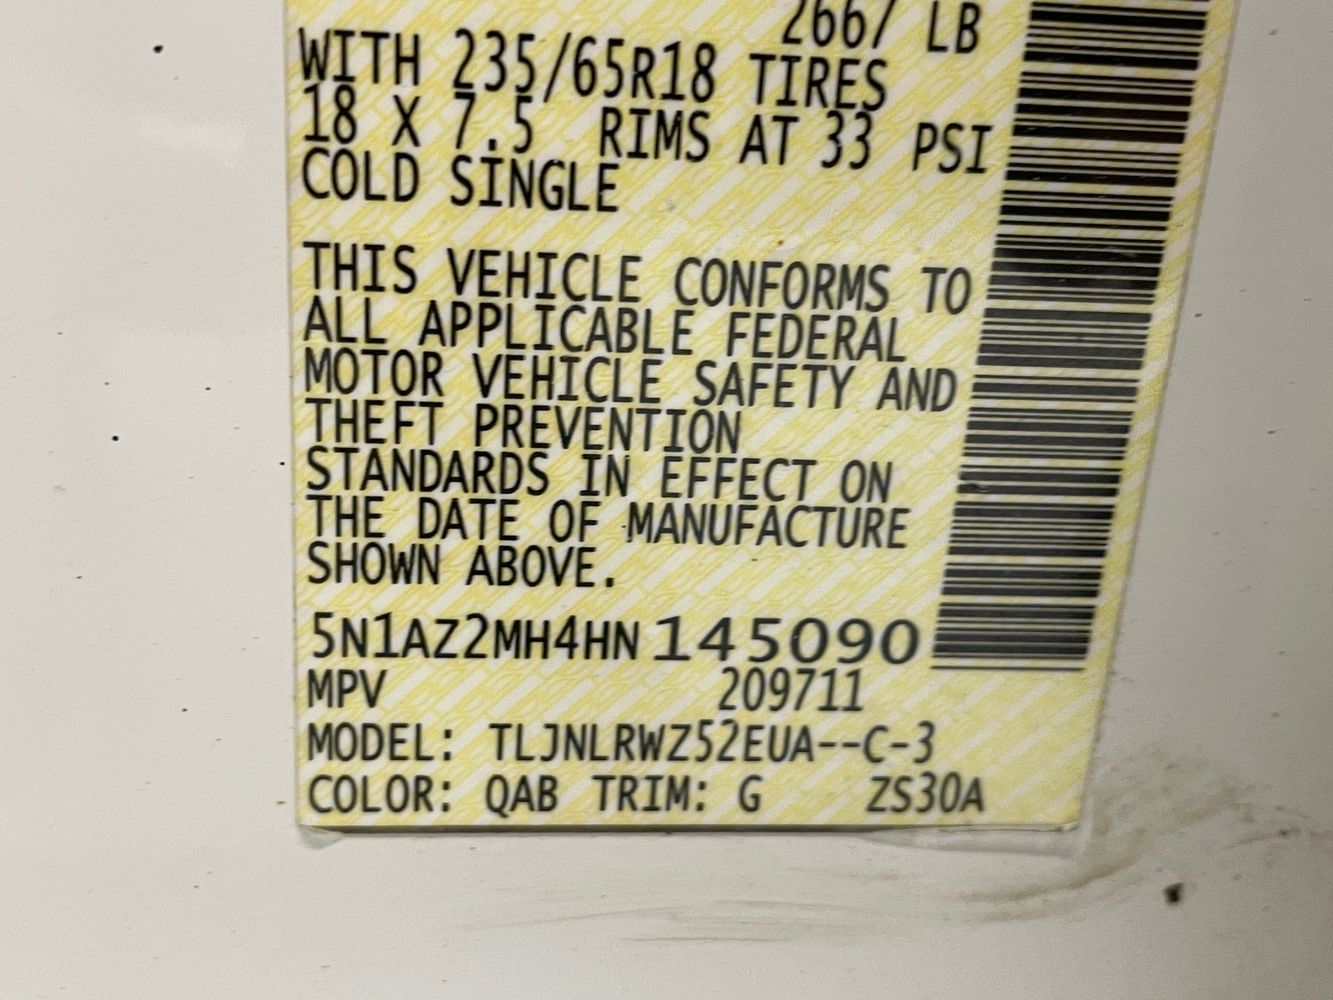 2667 LB
WITH 235/65R18 TIRES
18 X 7.5 RIMS AT 33 PSI
COLD SINGLE
THIS VEHICLE CONFORMS TO
ALL APPLICABLE FEDERAL
MOTOR VEHICLE SAFETY AND
THEFT PREVENTION
STANDARDS IN EFFECT ON
THE DATE OF MANUFACTURE
SHOWN ABOVE.
5N1AZ2MH4HN145090
MPV 209711
MODEL: TLJNLRWZ52EUA--C-3
COLOR: QAB TRIM: G ZS30A